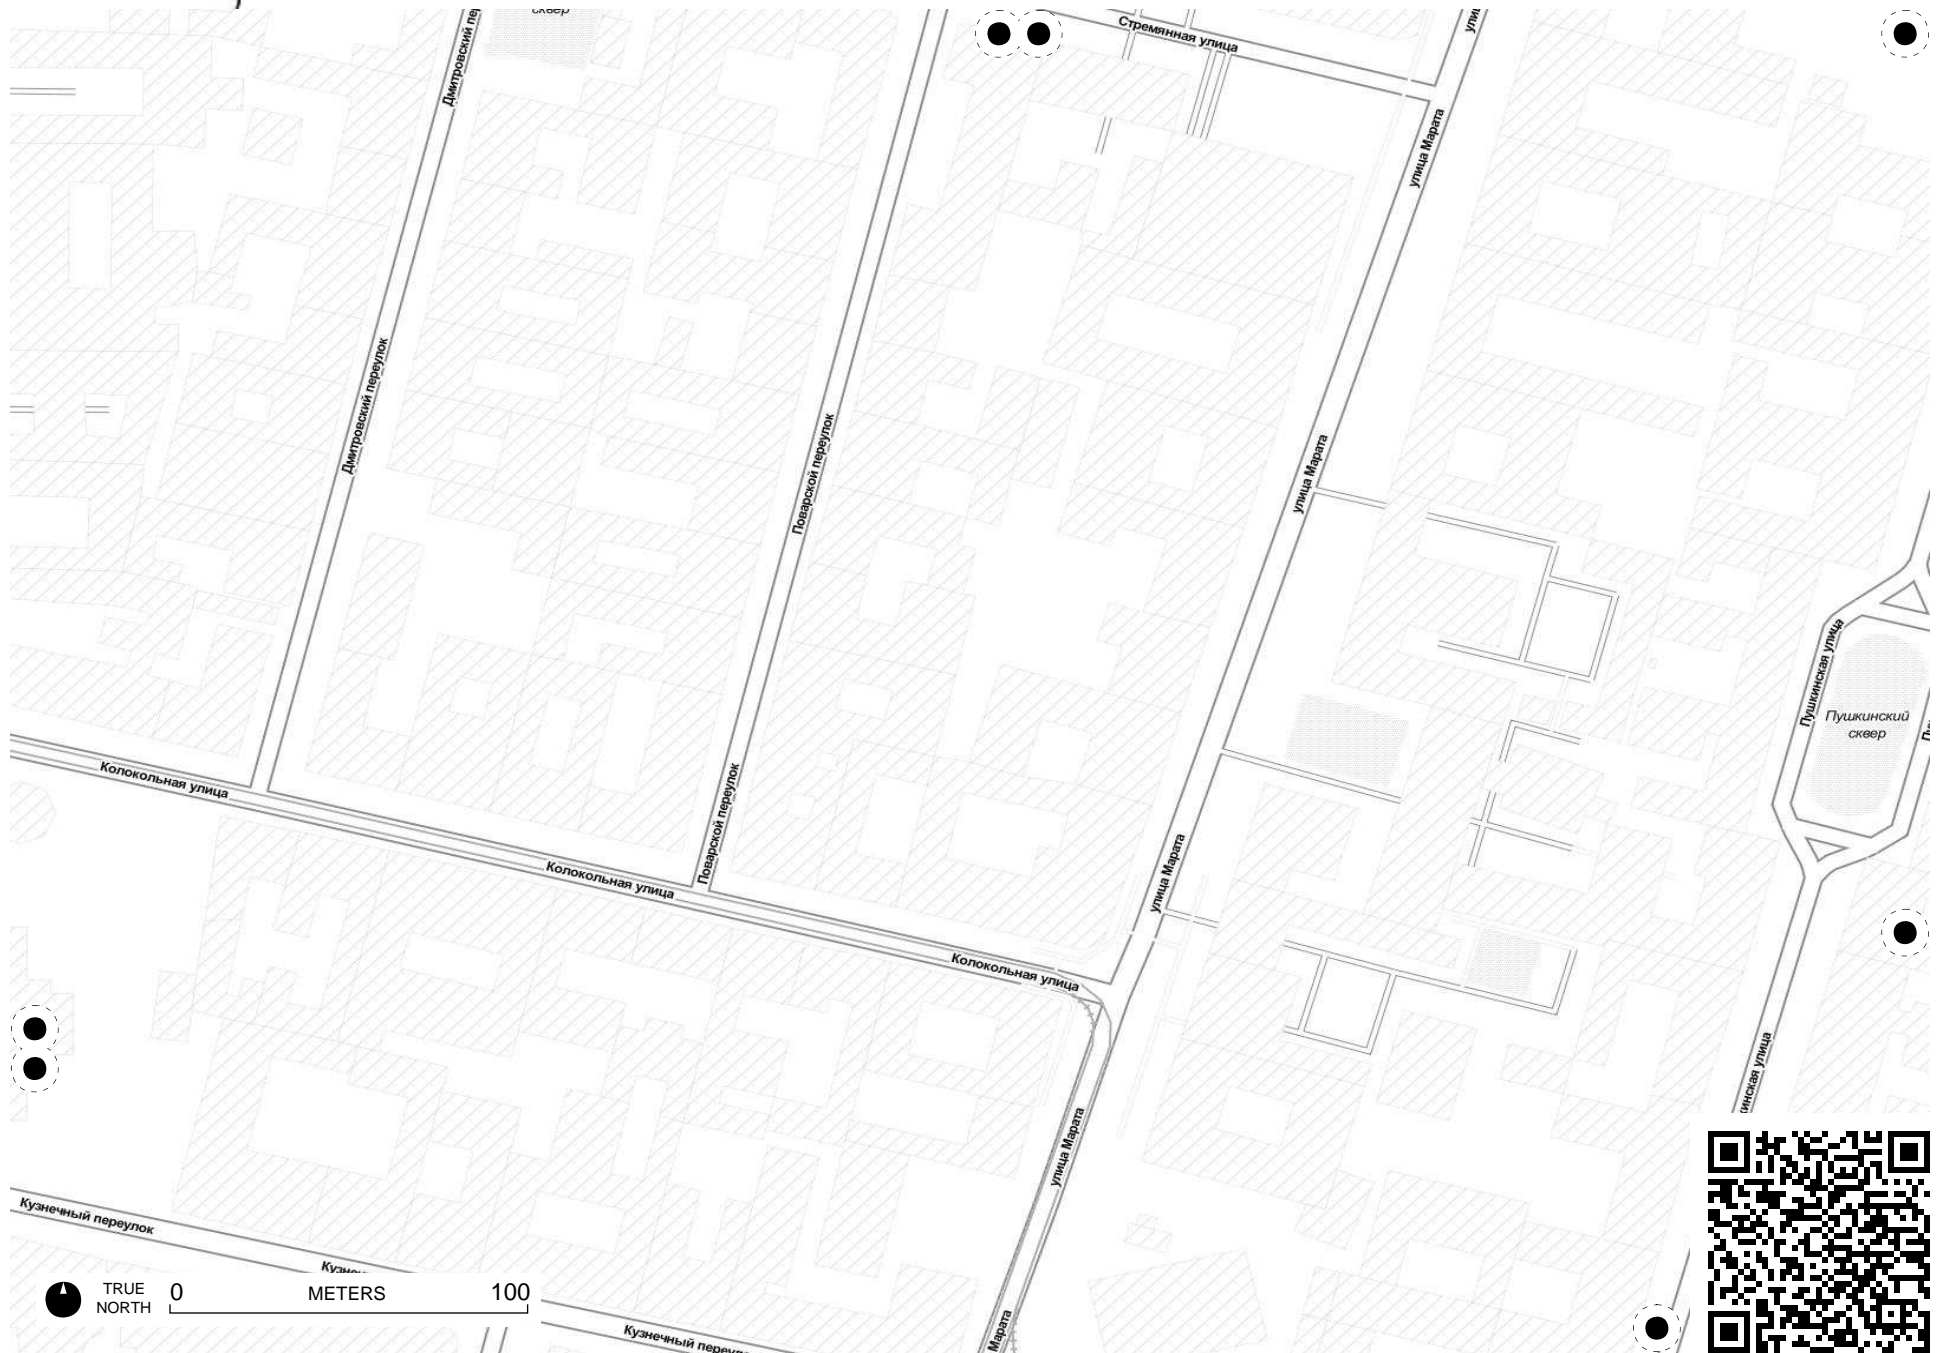 сквер
Стремянная улица
Дмитровский пер
улица Марата
Дмитровский переулок
Поварской переулок
улица Марата
Пушкинская улица
Пушкинский
сквер
Колокольная улица
Поварской переулок
Колокольная улица
улица Марата
Колокольная улица
улица Марата
Кузнечный переулок
Кузнечный
Марата
TRUE
NORTH
0 METERS 100